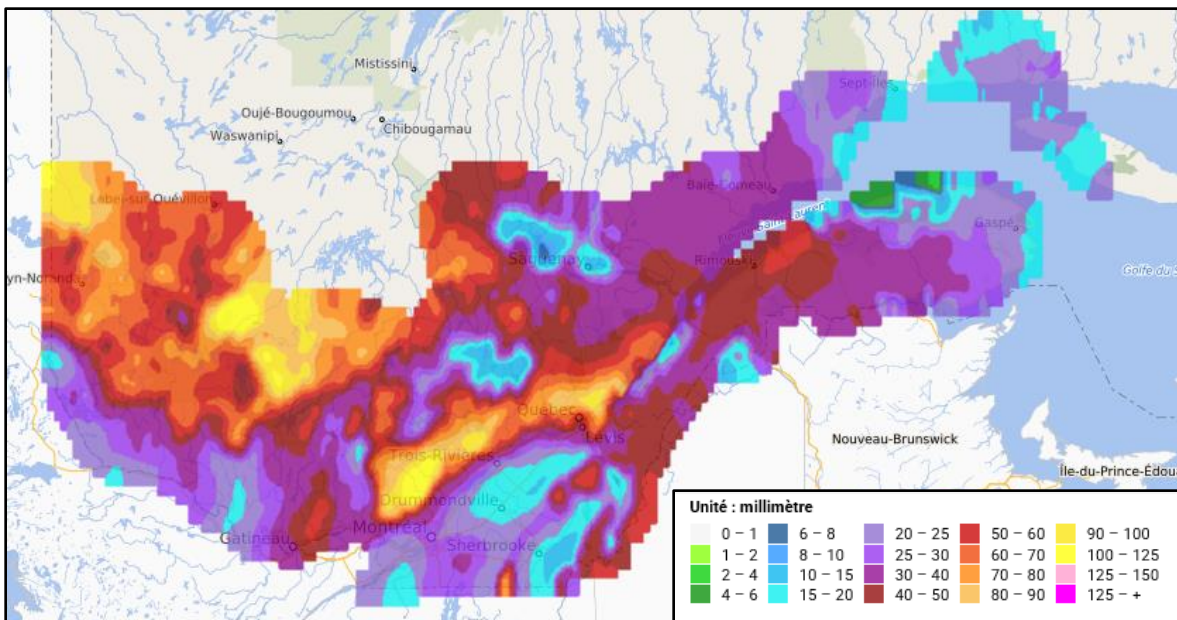 Mistissini
Sept-Îles
Oujé-Bougoumou
Chibougamau
Waswanipi
Baie-Comeau
Lebel-sur-Quévillon
Gaspé
Saguenay
Rimouski
Golfe du S
yn-Noranda
Québec
Lévis
Nouveau-Brunswick
Trois-Rivières
Île-du-Prince-Édou
Drummondville
Montréal
Gatineau
Sherbrooke
Unité : millimètre
0 – 1 6 – 8 20 – 25 50 – 60 90 – 100
1 – 2 8 – 10 25 – 30 60 – 70 100 – 125
2 – 4 10 – 15 30 – 40 70 – 80 125 – 150
4 – 6 15 – 20 40 – 50 80 – 90 125 – +